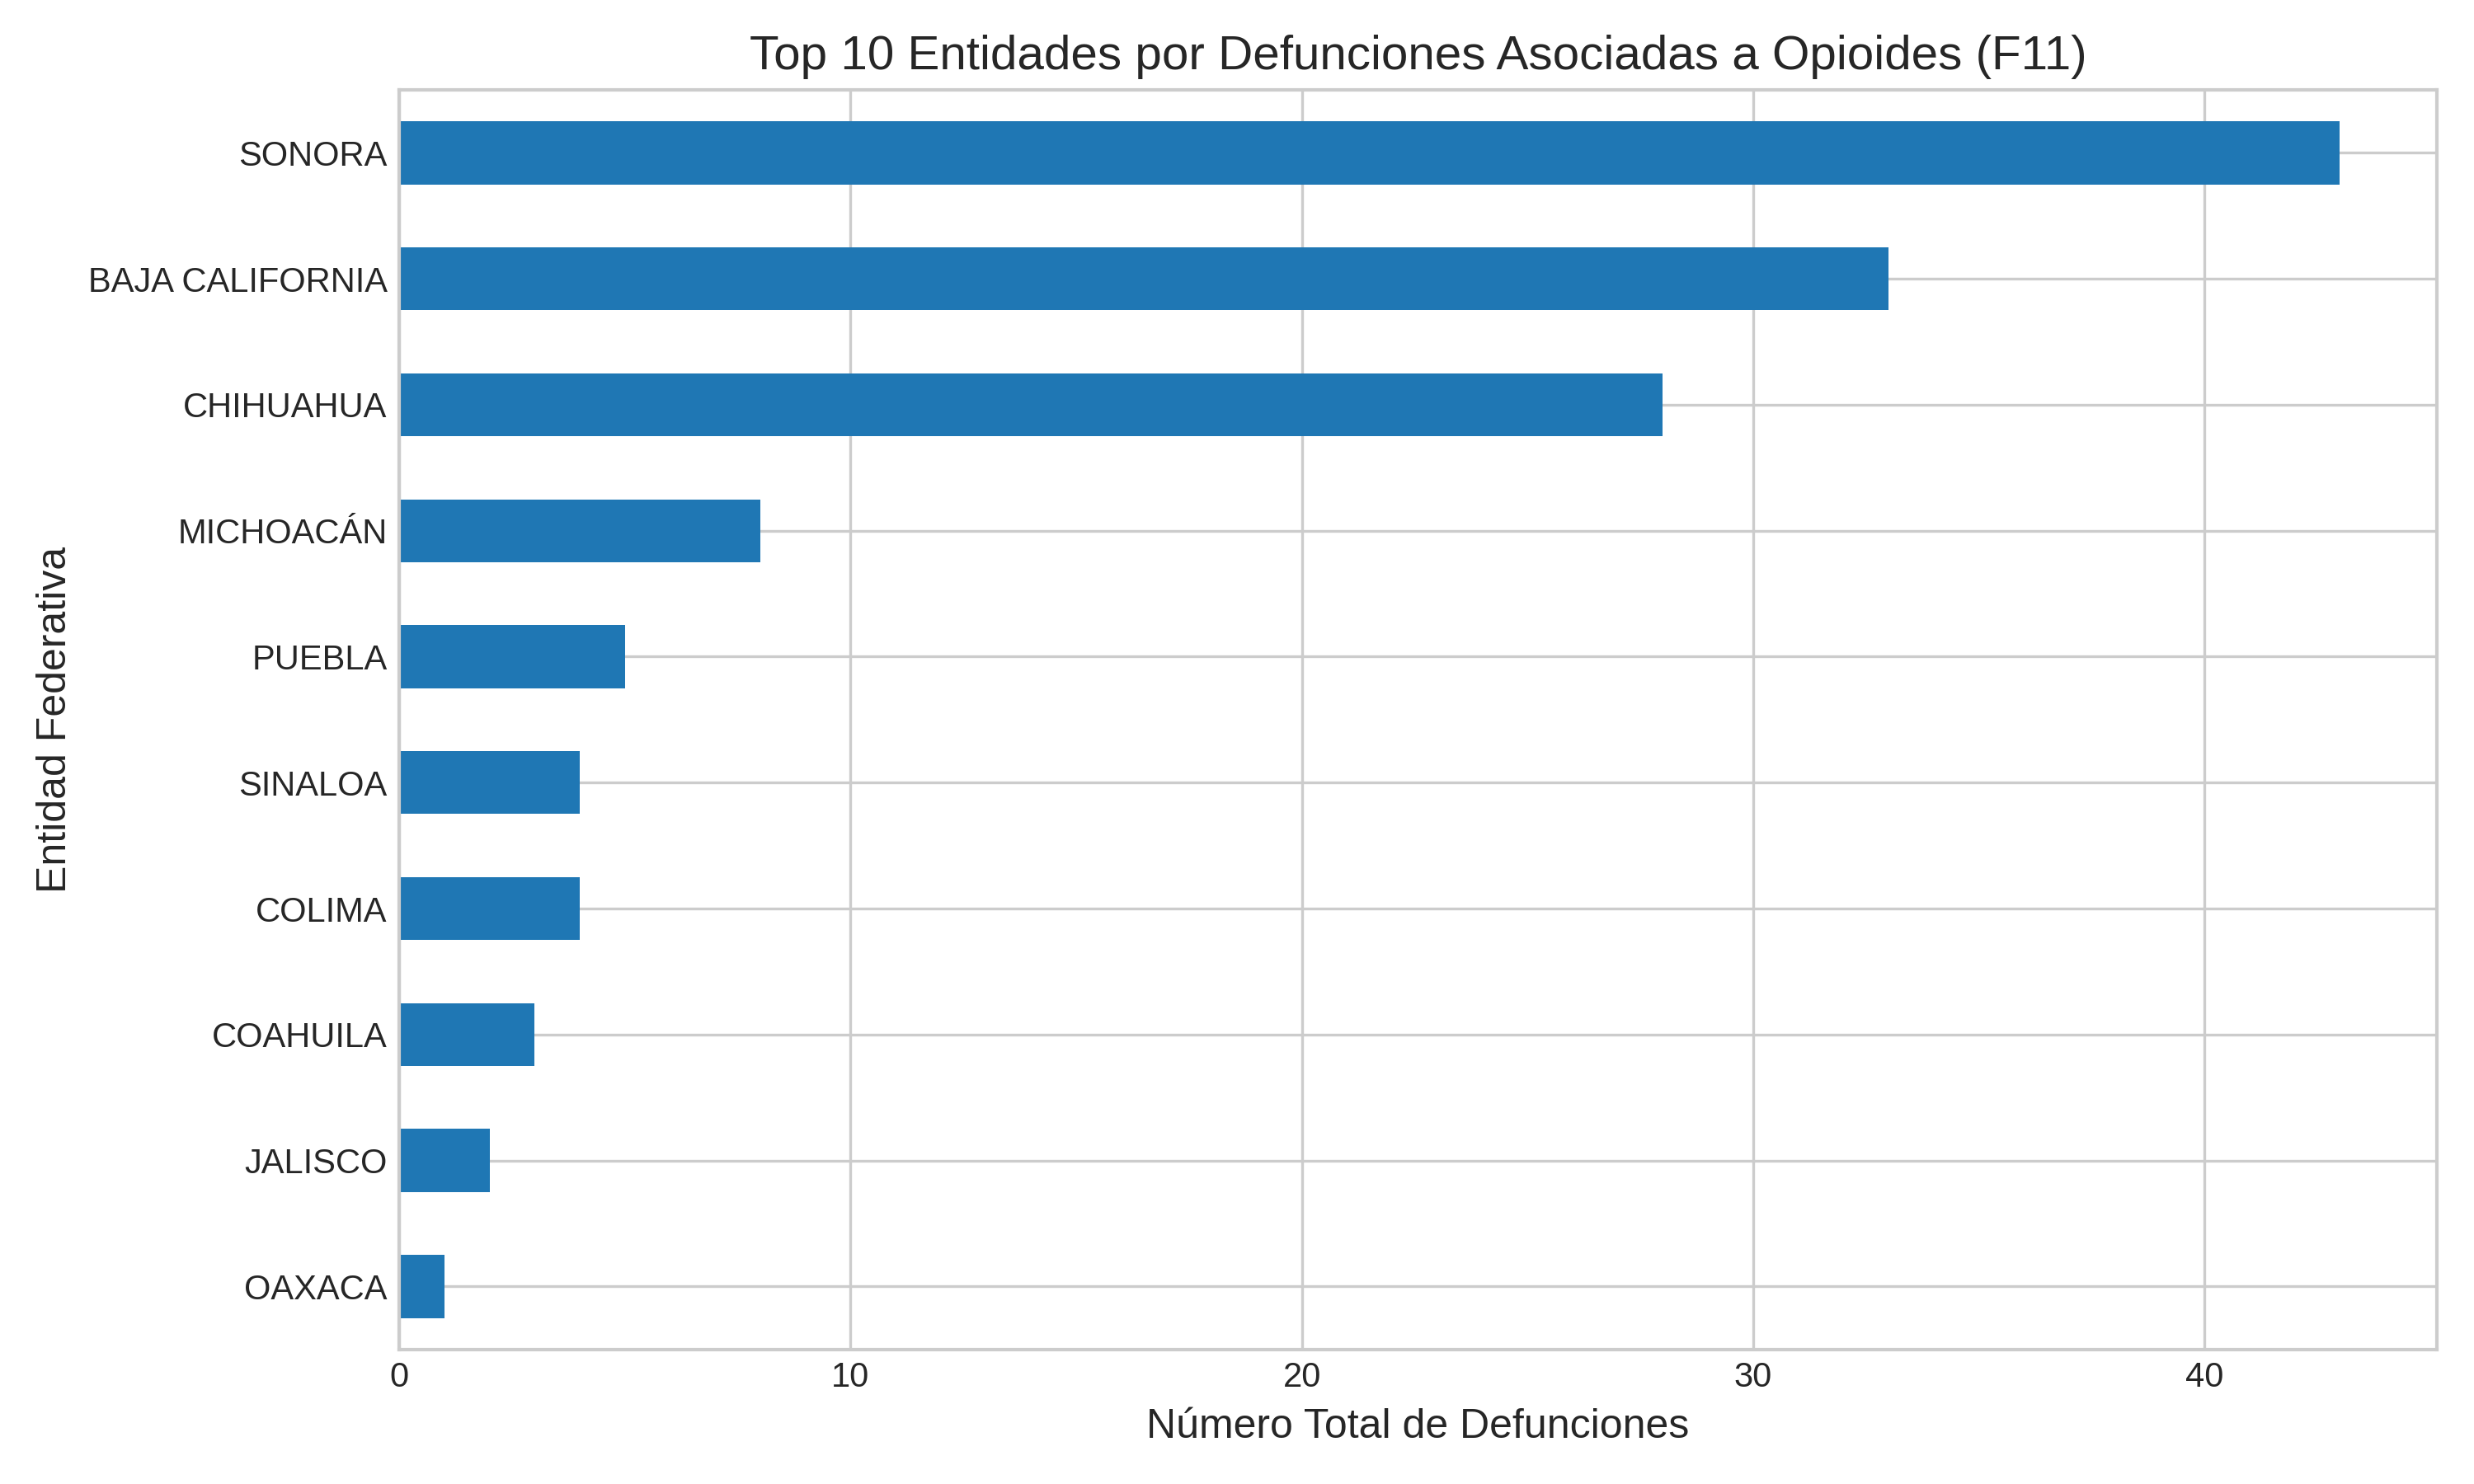 Top 10 Entidades por Defunciones Asociadas a Opioides (F11)
Entidad Federativa
SONORA
BAJA CALIFORNIA
CHIHUAHUA
MICHOACÁN
PUEBLA
SINALOA
COLIMA
COAHUILA
JALISCO
OAXACA
0 10 20 30 40
Número Total de Defunciones